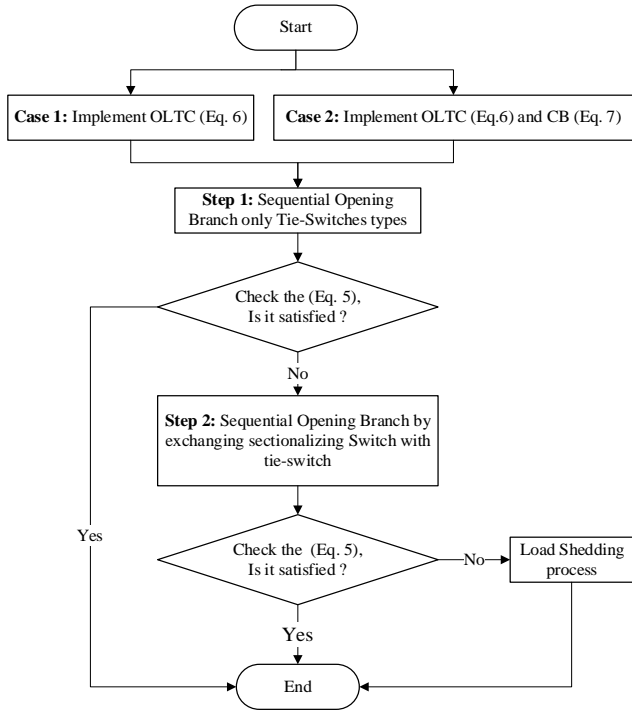 Start
Case 1: Implement OLTC (Eq. 6)
Case 2: Implement OLTC (Eq.6) and CB (Eq. 7)
Step 1: Sequential Opening
Branch only Tie-Switches types
Check the (Eq. 5),
Is it satisfied ?
No
Step 2: Sequential Opening Branch by
exchanging sectionalizing Switch with
tie-switch
Yes
Check the (Eq. 5),
Is it satisfied ?
No
Load Shedding
process
Yes
End